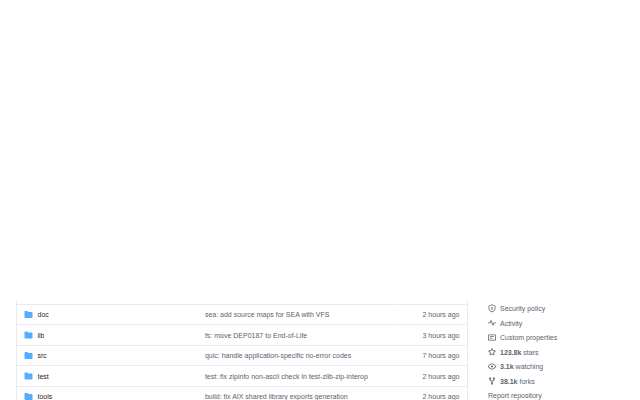 doc sea: add source maps for SEA with VFS 2 hours ago
lib fs: move DEP0187 to End-of-Life 3 hours ago
src quic: handle application-specific no-error codes 7 hours ago
test test: fix zipinfo non-ascii check in test-zlib-zip-interop 2 hours ago
tools build: fix AIX shared library exports generation 2 hours ago
Security policy
Activity
Custom properties
123.8k stars
3.1k watching
38.1k forks
Report repository